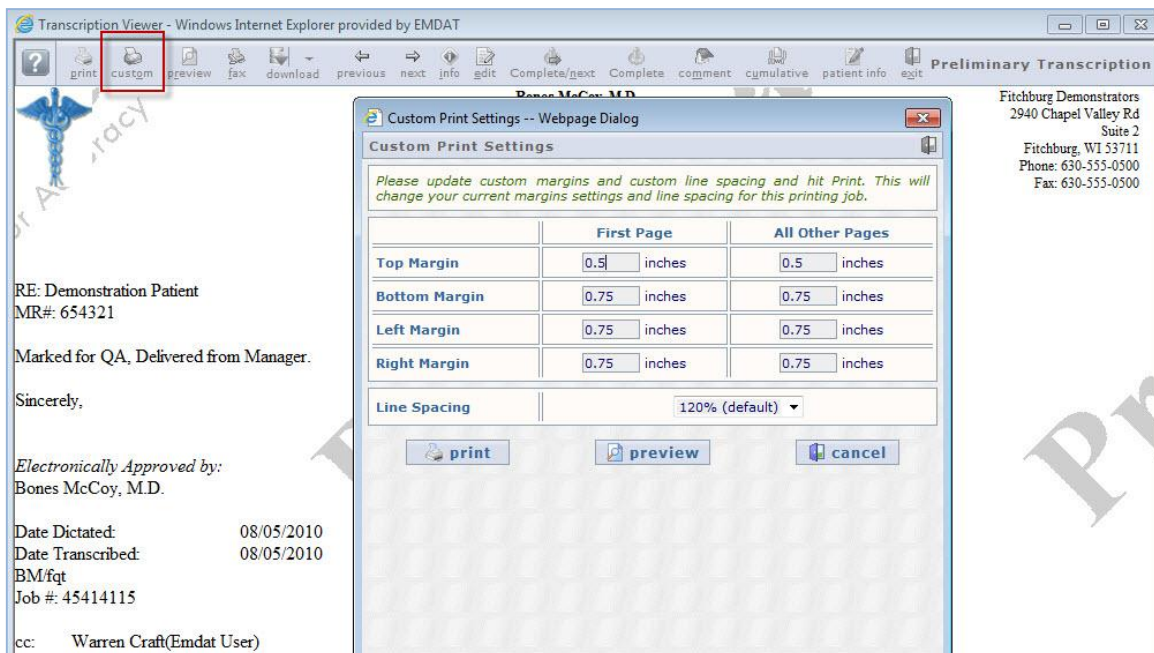 Transcription Viewer - Windows Internet Explorer provided by EMDAT
? print custom preview fax download previous next info edit Complete/next Complete comment cumulative patient info exit Preliminary Transcription
Bones McCoy, M.D.
Fitchburg Demonstrators
2940 Chapel Valley Rd
Suite 2
Fitchburg, WI 53711
Phone: 630-555-0500
Fax: 630-555-0500
or Accuracy
RE: Demonstration Patient
MR#: 654321
Marked for QA, Delivered from Manager.
Sincerely,
Electronically Approved by:
Bones McCoy, M.D.
Date Dictated: 08/05/2010
Date Transcribed: 08/05/2010
BM/fqt
Job #: 45414115
cc: Warren Craft(Emdat User)
Custom Print Settings -- Webpage Dialog
Custom Print Settings
Please update custom margins and custom line spacing and hit Print. This will
change your current margins settings and line spacing for this printing job.
First Page All Other Pages
Top Margin 0.5 inches 0.5 inches
Bottom Margin 0.75 inches 0.75 inches
Left Margin 0.75 inches 0.75 inches
Right Margin 0.75 inches 0.75 inches
Line Spacing 120% (default)
print preview cancel
Pr